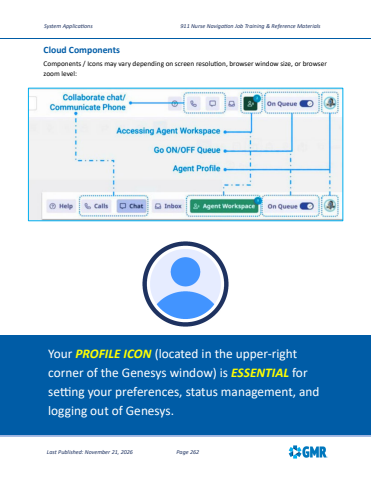 System Applications
911 Nurse Navigation Job Training & Reference Materials
Cloud Components
Components / Icons may vary depending on screen resolution, browser window size, or browser
zoom level:
Collaborate chat/
Communicate Phone
On Queue
Accessing Agent Workspace
Go ON/OFF Queue
Agent Profile
Help Calls Chat Inbox Agent Workspace On Queue
Your PROFILE ICON (located in the upper-right
corner of the Genesys window) is ESSENTIAL for
setting your preferences, status management, and
logging out of Genesys.
Last Published: November 21, 2026
Page 262
GMR